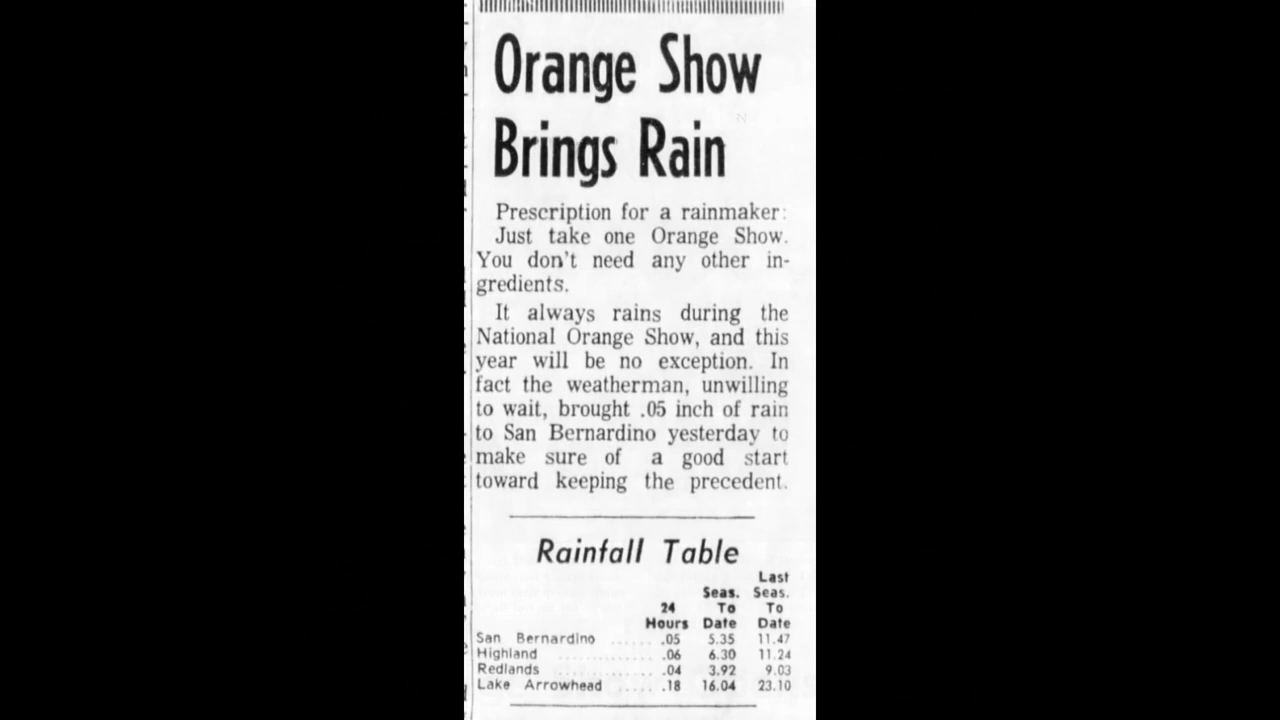 Orange Show
Brings Rain
Prescription for a rainmaker:
Just take one Orange Show.
You don't need any other in-
gredients.
It always rains during the
National Orange Show, and this
year will be no exception. In
fact the weatherman, unwilling
to wait, brought .05 inch of rain
to San Bernardino yesterday to
make sure of a good start
toward keeping the precedent.
Rainfall Table
Last
Seas. Seas.
24 To To
Hours Date Date
San Bernardino ...... .05 5.35 11.47
Highland ............... .06 6.30 11.24
Redlands ............... .04 3.92 9.03
Lake Arrowhead ..... .18 16.04 23.10